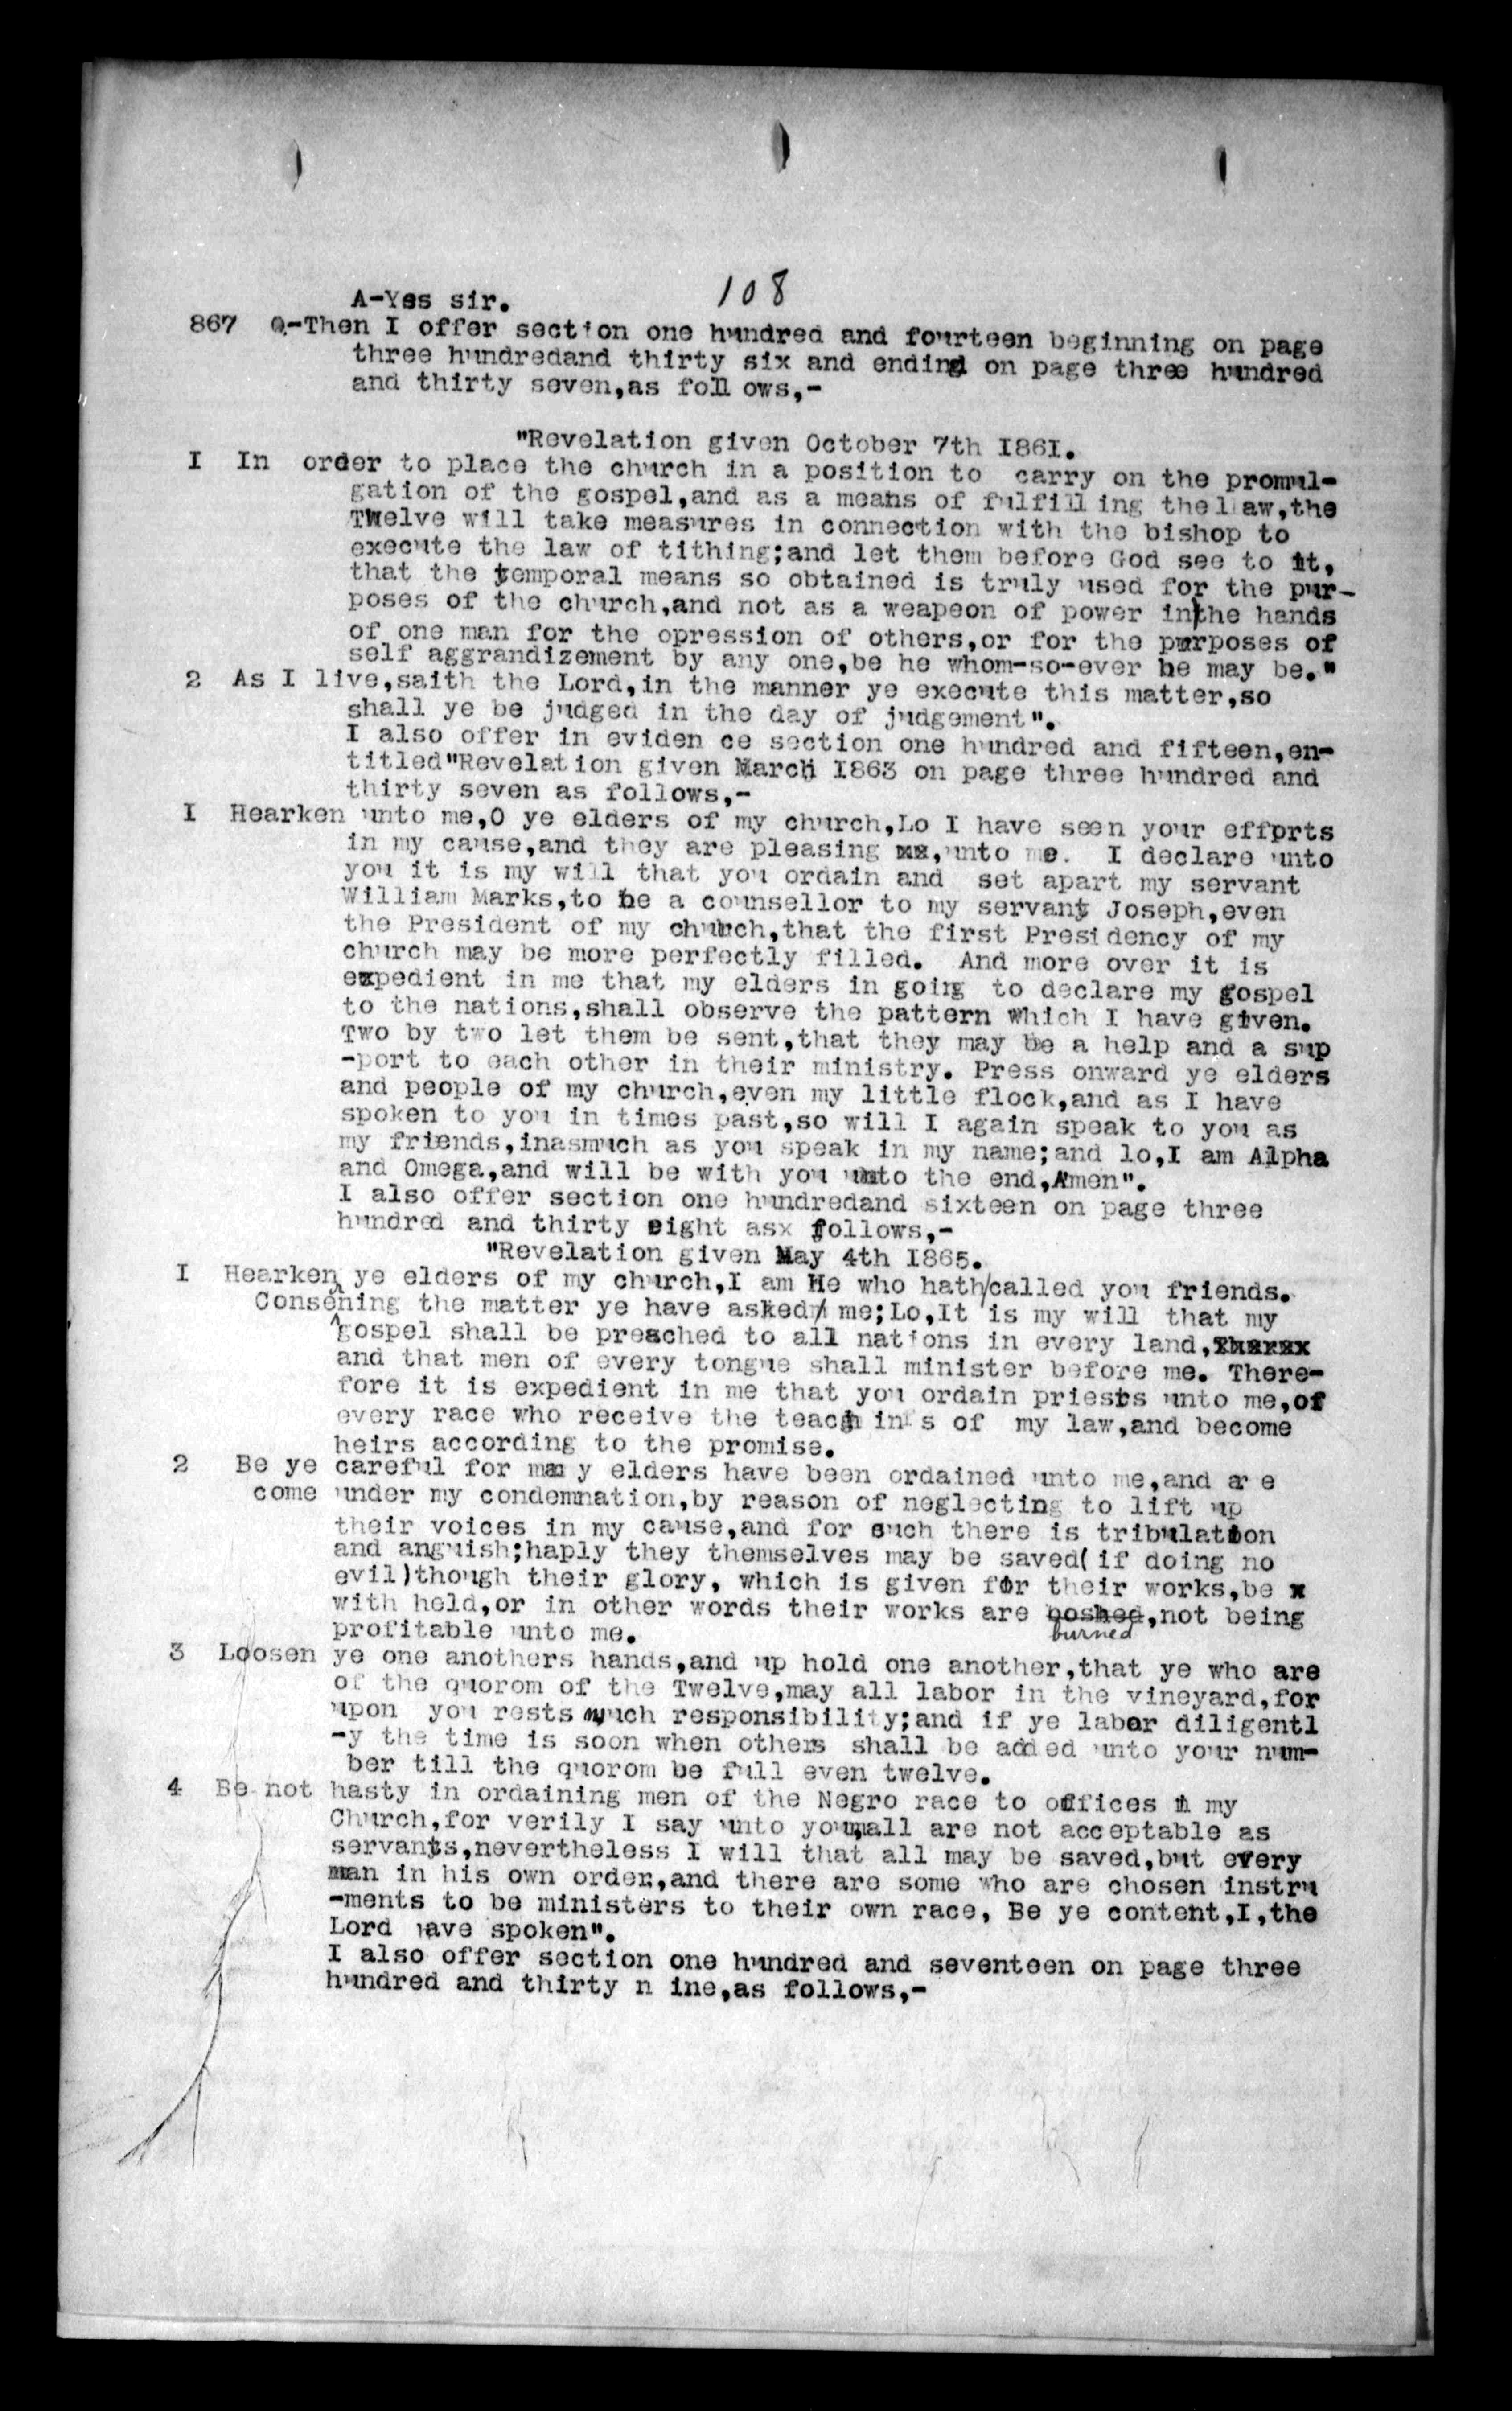 108
A-Yes sir.
867 Q-Then I offer section one hundred and fourteen beginning on page
three hundredand thirty six and ending on page three hundred
and thirty seven,as foll ows,-
"Revelation given October 7th I86I.
I In order to place the church in a position to carry on the promul-
gation of the gospel,and as a means of fulfill ing the law,the
Twelve will take measures in connection with the bishop to
execute the law of tithing;and let them before God see to it,
that the temporal means so obtained is truly used for the pur-
poses of the church,and not as a weapeon of power in the hands
of one man for the opression of others,or for the purposes of
self aggrandizement by any one,be he whom-so-ever he may be."
2 As I live,saith the Lord,in the manner ye execute this matter,so
shall ye be judged in the day of judgement".
I also offer in eviden ce section one hundred and fifteen,en-
titled"Revelation given March I863 on page three hundred and
thirty seven as follows,-
I Hearken unto me,O ye elders of my church,Lo I have seen your efforts
in my cause,and they are pleasing xx,unto me. I declare unto
you it is my will that you ordain and set apart my servant
William Marks,to be a counsellor to my servant Joseph,even
the President of my church,that the first Presidency of my
church may be more perfectly filled. And more over it is
expedient in me that my elders in going to declare my gospel
to the nations,shall observe the pattern which I have given.
Two by two let them be sent,that they may be a help and a sup
-port to each other in their ministry. Press onward ye elders
and people of my church,even my little flock,and as I have
spoken to you in times past,so will I again speak to you as
my friends,inasmuch as you speak in my name;and lo,I am Alpha
and Omega,and will be with you unto the end,Amen".
I also offer section one hundredand sixteen on page three
hundred and thirty eight asx follows,-
"Revelation given May 4th I865.
I Hearken ye elders of my church,I am He who hath/called you friends.
Consening the matter ye have asked me;Lo,It is my will that my
gospel shall be preached to all nations in every land,
and that men of every tongue shall minister before me. There-
fore it is expedient in me that you ordain priests unto me,of
every race who receive the teach in s of my law,and become
heirs according to the promise.
2 Be ye careful for man y elders have been ordained unto me,and ar e
come under my condemnation,by reason of neglecting to lift up
their voices in my cause,and for such there is tribulation
and anguish;haply they themselves may be saved(if doing no
evil)though their glory, which is given for their works,be x
with held,or in other words their works are ,not being
burned
profitable unto me.
3 Loosen ye one anothers hands,and up hold one another,that ye who are
of the quorom of the Twelve,may all labor in the vineyard,for
upon you rests much responsibility;and if ye labor diligentl
-y the time is soon when others shall be added unto your num-
ber till the quorom be full even twelve.
4 Be not hasty in ordaining men of the Negro race to offices in my
Church,for verily I say unto you,all are not acceptable as
servants,nevertheless I will that all may be saved,but every
man in his own order,and there are some who are chosen instru
-ments to be ministers to their own race, Be ye content,I,the
Lord have spoken".
I also offer section one hundred and seventeen on page three
hundred and thirty n ine,as follows,-